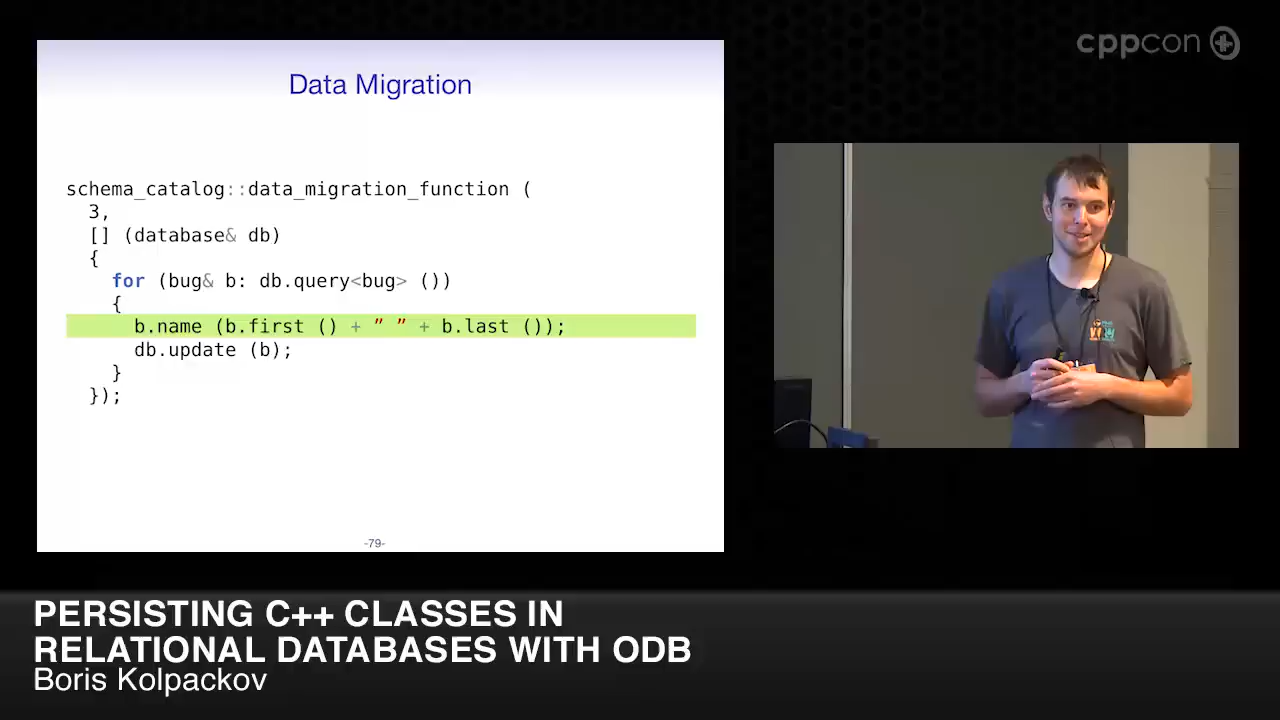 cppcon
Data Migration
schema_catalog::data_migration_function (
3,
[] (database& db)
{
for (bug& b: db.query<bug> ())
{
b.name (b.first () + " " + b.last ());
db.update (b);
}
});
-79-
PERSISTING C++ CLASSES IN
RELATIONAL DATABASES WITH ODB
Boris Kolpackov